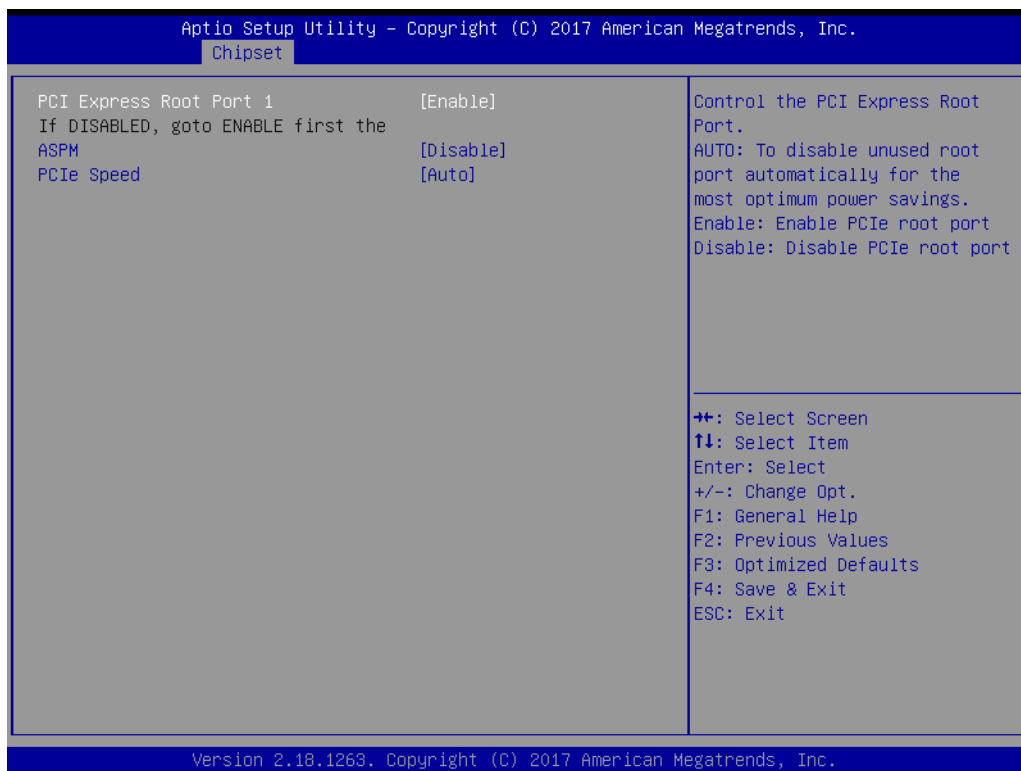 Aptio Setup Utility – Copyright (C) 2017 American Megatrends, Inc.
Chipset
PCI Express Root Port 1 [Enable]
If DISABLED, goto ENABLE first the
ASPM [Disable]
PCIe Speed [Auto]
Control the PCI Express Root
Port.
AUTO: To disable unused root
port automatically for the
most optimum power savings.
Enable: Enable PCIe root port
Disable: Disable PCIe root port
→←: Select Screen
↑↓: Select Item
Enter: Select
+/-: Change Opt.
F1: General Help
F2: Previous Values
F3: Optimized Defaults
F4: Save & Exit
ESC: Exit
Version 2.18.1263. Copyright (C) 2017 American Megatrends, Inc.